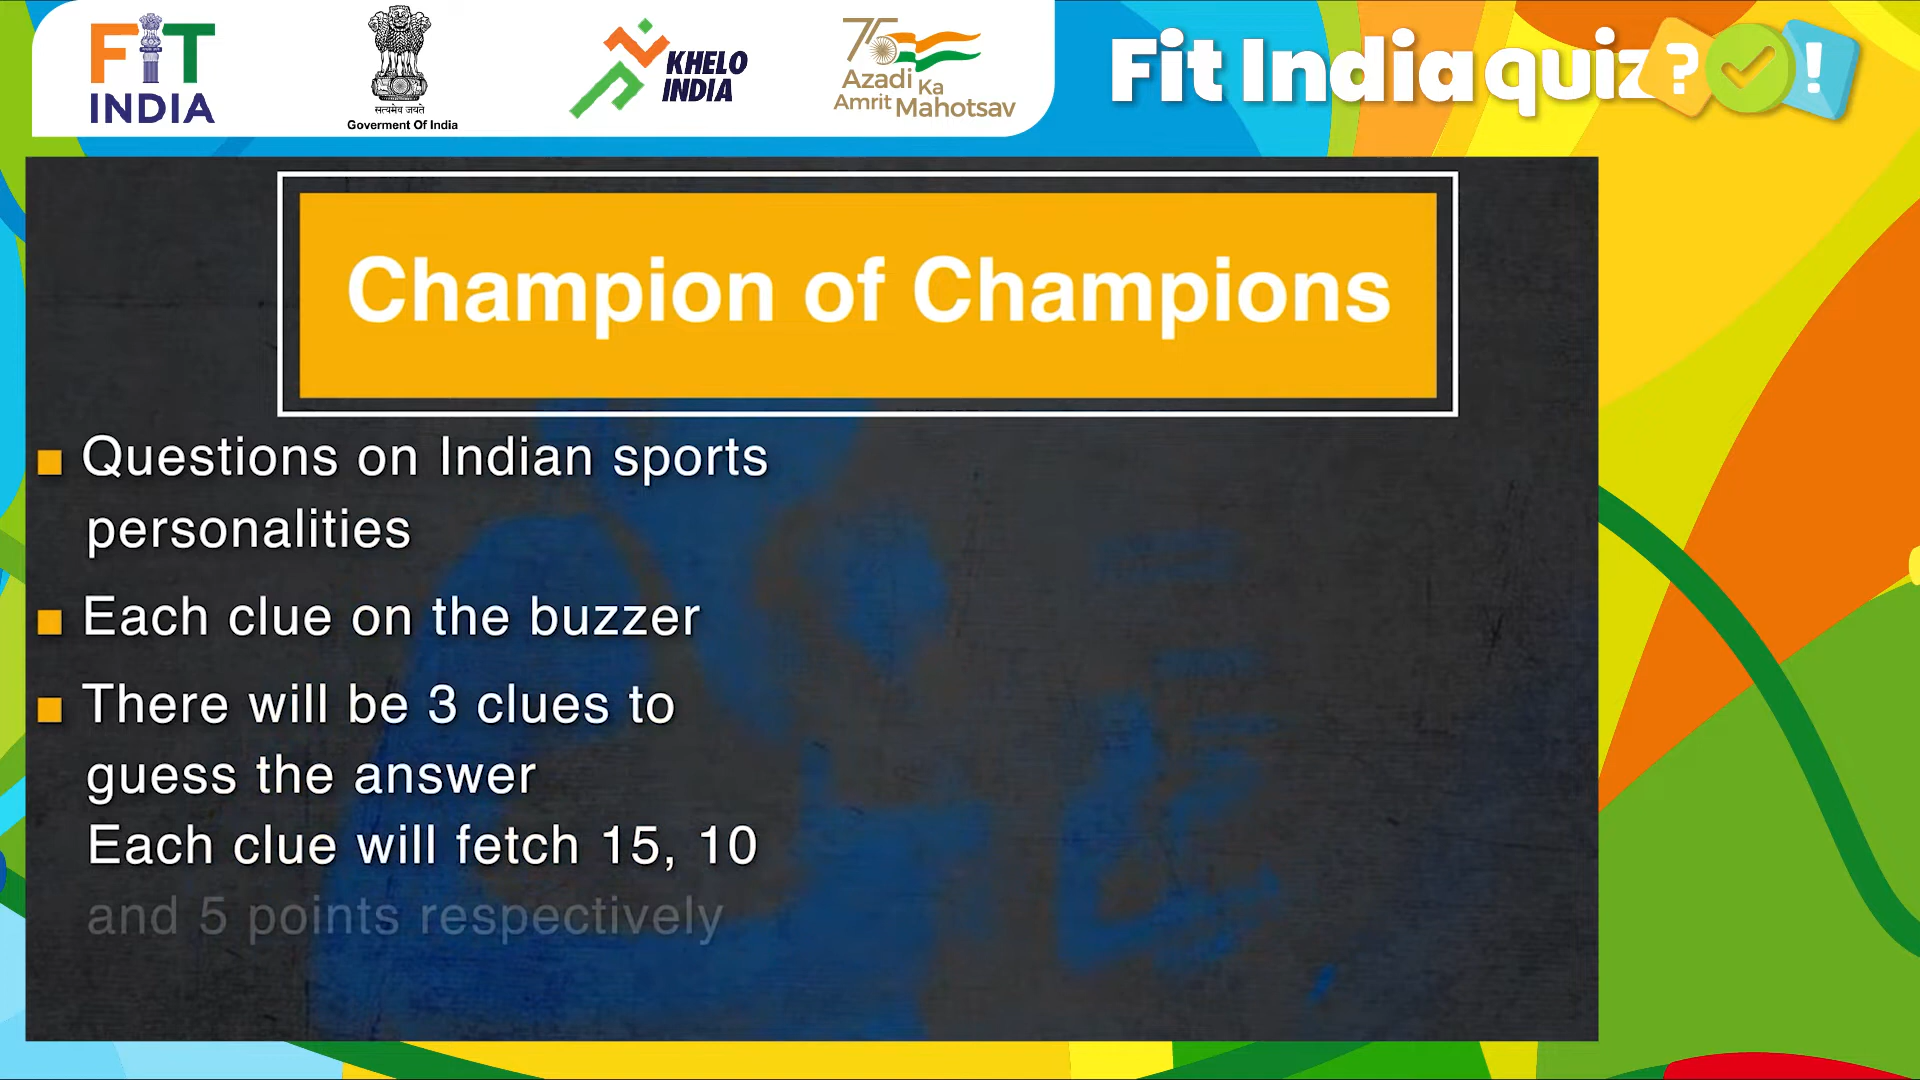 FIT
INDIA
सत्यमेव जयते
Goverment Of India
KHELO
INDIA
75
Azadi Ka
Amrit Mahotsav
Fit India quiz ? !
Champion of Champions
Questions on Indian sports
personalities
Each clue on the buzzer
There will be 3 clues to
guess the answer
Each clue will fetch 15, 10
and 5 points respectively